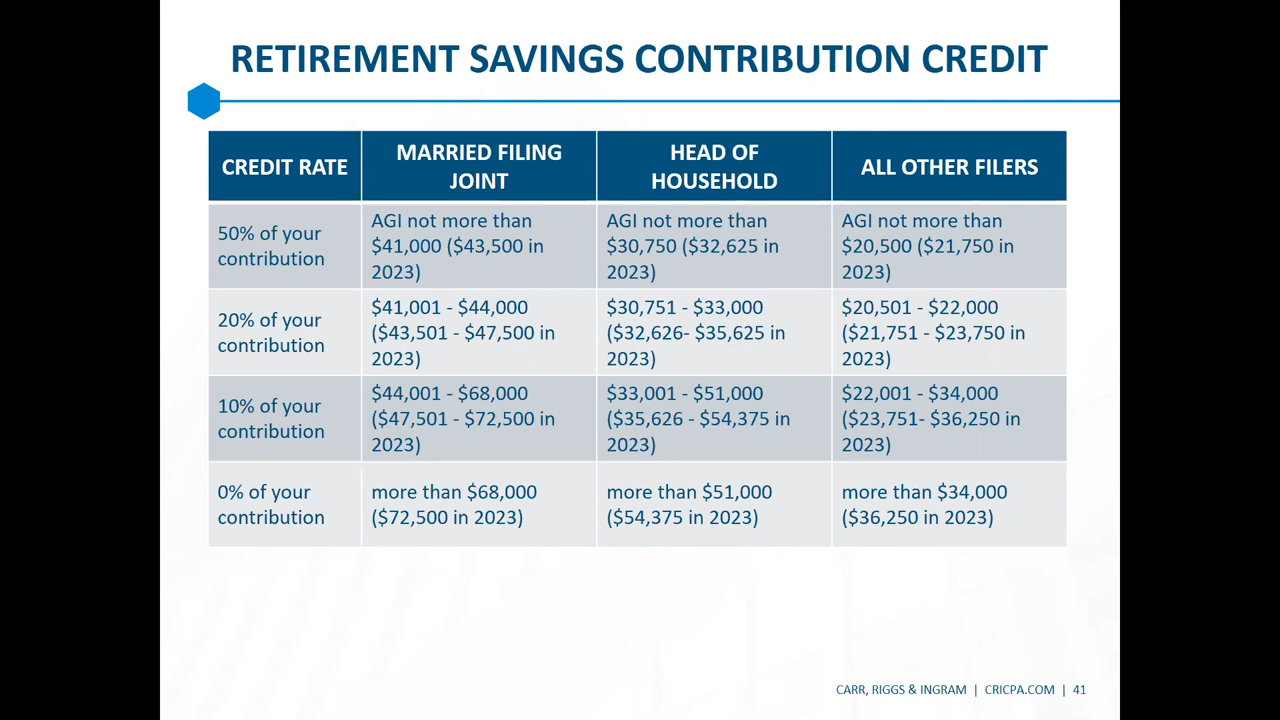 RETIREMENT SAVINGS CONTRIBUTION CREDIT
CREDIT RATE
MARRIED FILING
JOINT
HEAD OF
HOUSEHOLD
ALL OTHER FILERS
50% of your
contribution
AGI not more than
$41,000 ($43,500 in
2023)
AGI not more than
$30,750 ($32,625 in
2023)
AGI not more than
$20,500 ($21,750 in
2023)
20% of your
contribution
$41,001 - $44,000
($43,501 - $47,500 in
2023)
$30,751 - $33,000
($32,626- $35,625 in
2023)
$20,501 - $22,000
($21,751 - $23,750 in
2023)
10% of your
contribution
$44,001 - $68,000
($47,501 - $72,500 in
2023)
$33,001 - $51,000
($35,626 - $54,375 in
2023)
$22,001 - $34,000
($23,751- $36,250 in
2023)
0% of your
contribution
more than $68,000
($72,500 in 2023)
more than $51,000
($54,375 in 2023)
more than $34,000
($36,250 in 2023)
CARR, RIGGS & INGRAM | CRICPA.COM | 41